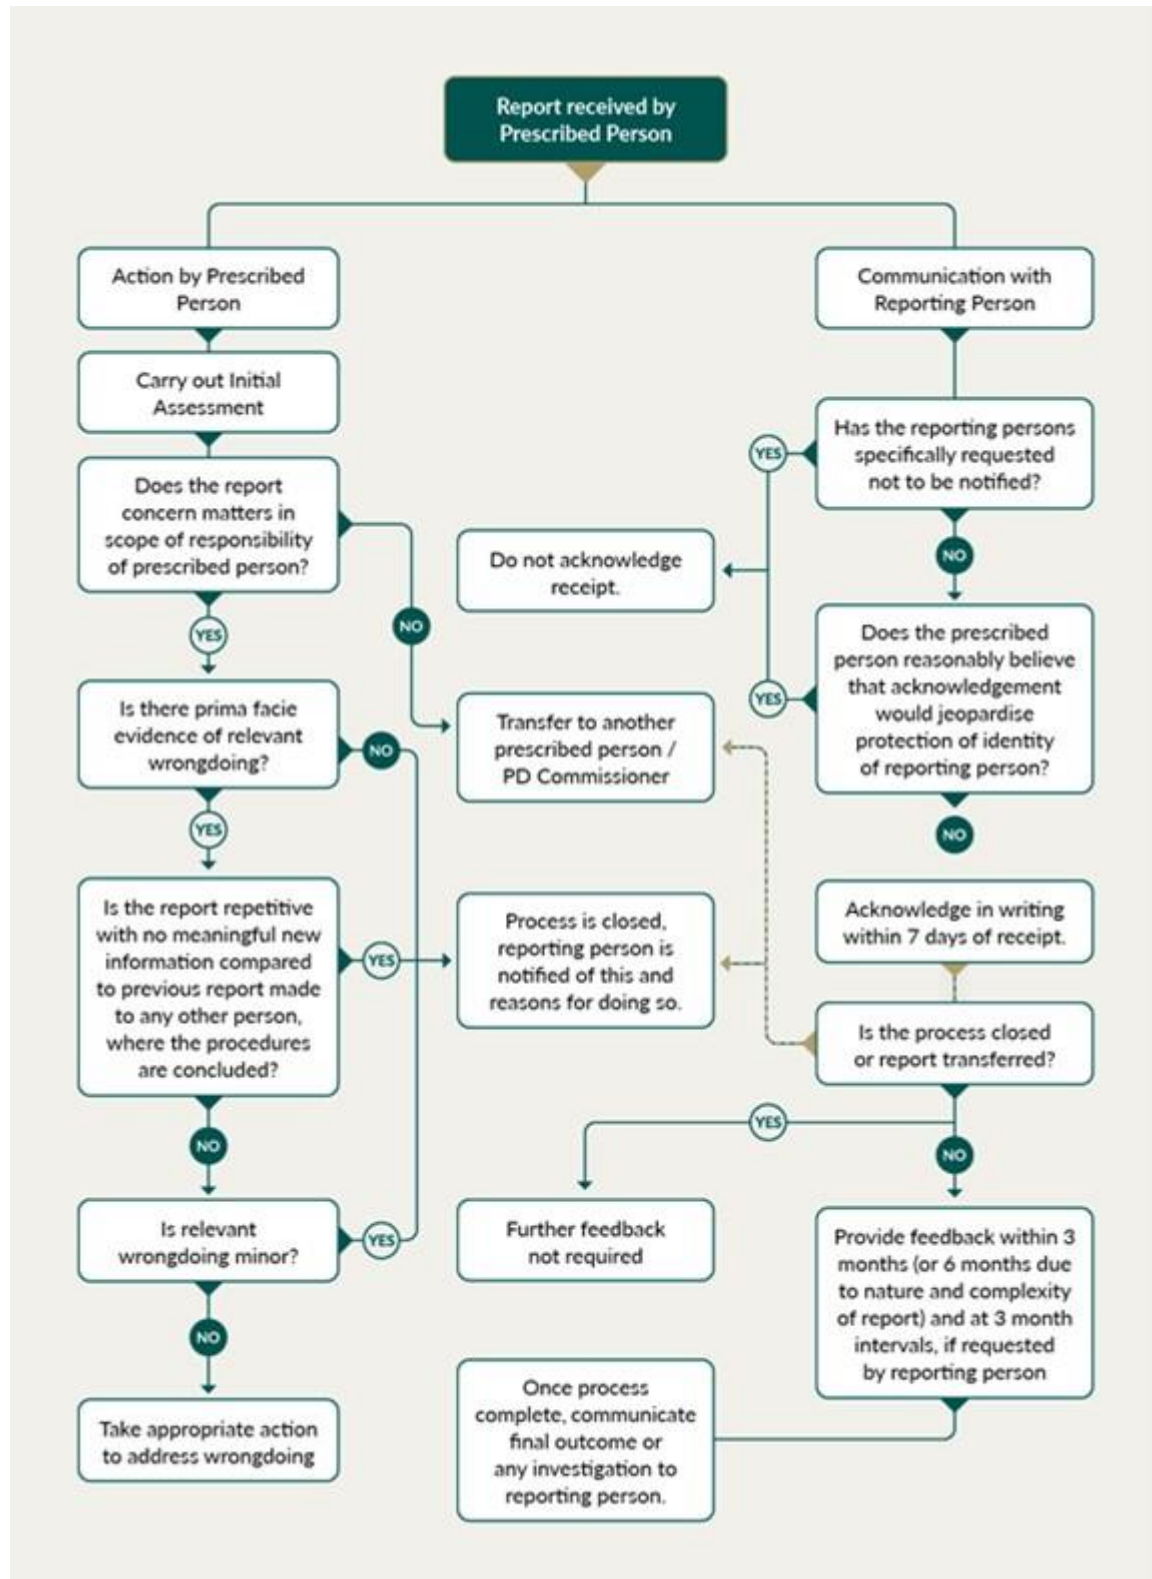 Report received by
Prescribed Person
Action by Prescribed
Person
Carry out Initial
Assessment
Does the report
concern matters in
scope of responsibility
of prescribed person?
NO
YES
Is there prima facie
evidence of relevant
wrongdoing?
NO
YES
Is the report repetitive
with no meaningful new
information compared
to previous report made
to any other person,
where the procedures
are concluded?
YES
NO
Is relevant
wrongdoing minor?
YES
NO
Take appropriate action
to address wrongdoing
Do not acknowledge
receipt.
Transfer to another
prescribed person /
PD Commissioner
Process is closed,
reporting person is
notified of this and
reasons for doing so.
Communication with
Reporting Person
Has the reporting persons
specifically requested
not to be notified?
YES
NO
Does the prescribed
person reasonably believe
that acknowledgement
would jeopardise
protection of identity
of reporting person?
YES
NO
Acknowledge in writing
within 7 days of receipt.
Is the process closed
or report transferred?
YES
NO
Further feedback
not required
Provide feedback within 3
months (or 6 months due
to nature and complexity
of report) and at 3 month
intervals, if requested
by reporting person
Once process
complete, communicate
final outcome or
any investigation to
reporting person.